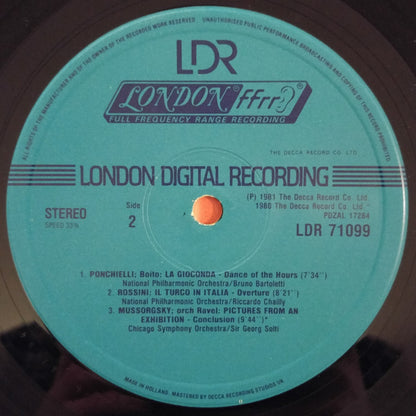 ALL RIGHTS OF THE MANUFACTURER AND OF THE OWNER OF THE RECORDED WORK RESERVED
UNAUTHORISED PUBLIC PERFORMANCE BROADCASTING AND COPYING OF THIS RECORD PROHIBITED
LDR
LONDON ffrr
FULL FREQUENCY RANGE RECORDING
THE DECCA RECORD CO. LTD.
LONDON DIGITAL RECORDING
STEREO
SPEED 33⅓
Side
2
(P) 1981 The Decca Record Co. Ltd.
1980 The Decca Record Co. Ltd.*
PDZAL 17284
LDR 71099
1. PONCHIELLI; Boito: LA GIOCONDA - Dance of the Hours (7'34'')
National Philharmonic Orchestra/Bruno Bartoletti
2. ROSSINI: IL TURCO IN ITALIA - Overture (8'21'')
National Philharmonic Orchestra/Riccardo Chailly
3. MUSSORGSKY; orch Ravel: PICTURES FROM AN
EXHIBITION - Conclusion (9'44'')*
Chicago Symphony Orchestra/Sir Georg Solti
MADE IN HOLLAND. MASTERED BY DECCA RECORDING STUDIOS UK